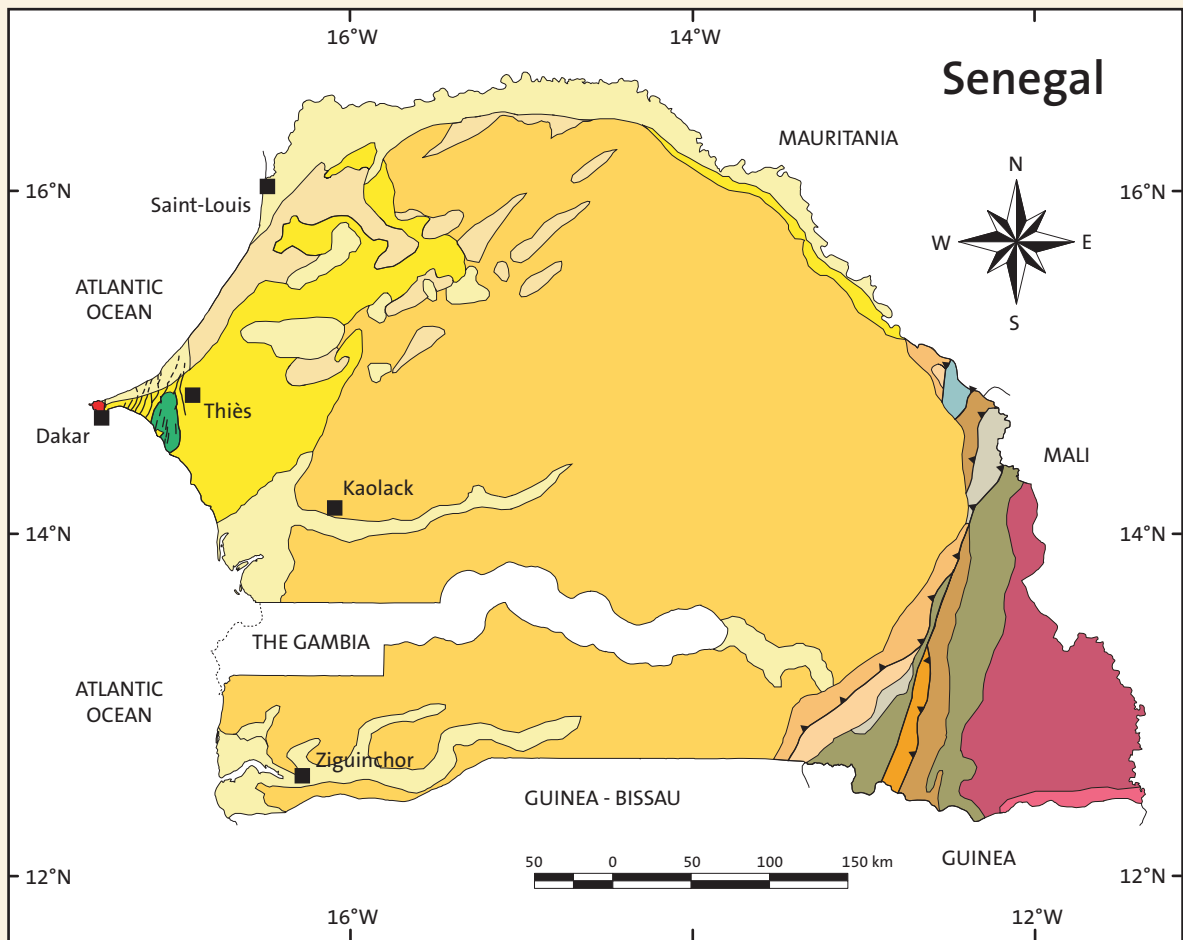 16°W
14°W
Senegal
MAURITANIA
N
16°N
16°N
Saint-Louis
W
E
ATLANTIC
OCEAN
S
Thiès
Dakar
MALI
Kaolack
14°N
14°N
THE GAMBIA
ATLANTIC
OCEAN
Ziguinchor
GUINEA - BISSAU
50
0
50
100
150 km
GUINEA
12°N
12°N
16°W
12°W